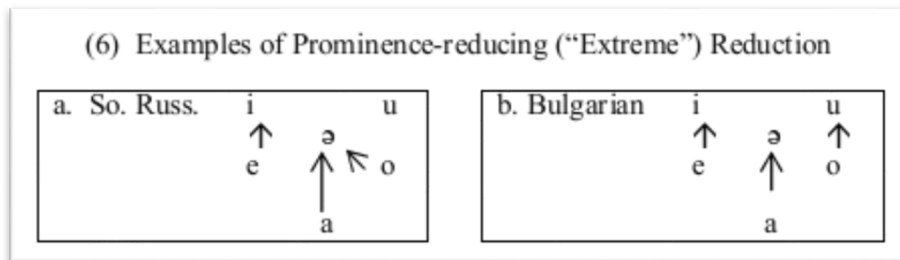 (6) Examples of Prominence-reducing (“Extreme”) Reduction
a. So. Russ. i u
ə
e o
a
b. Bulgarian i u
ə
e o
a